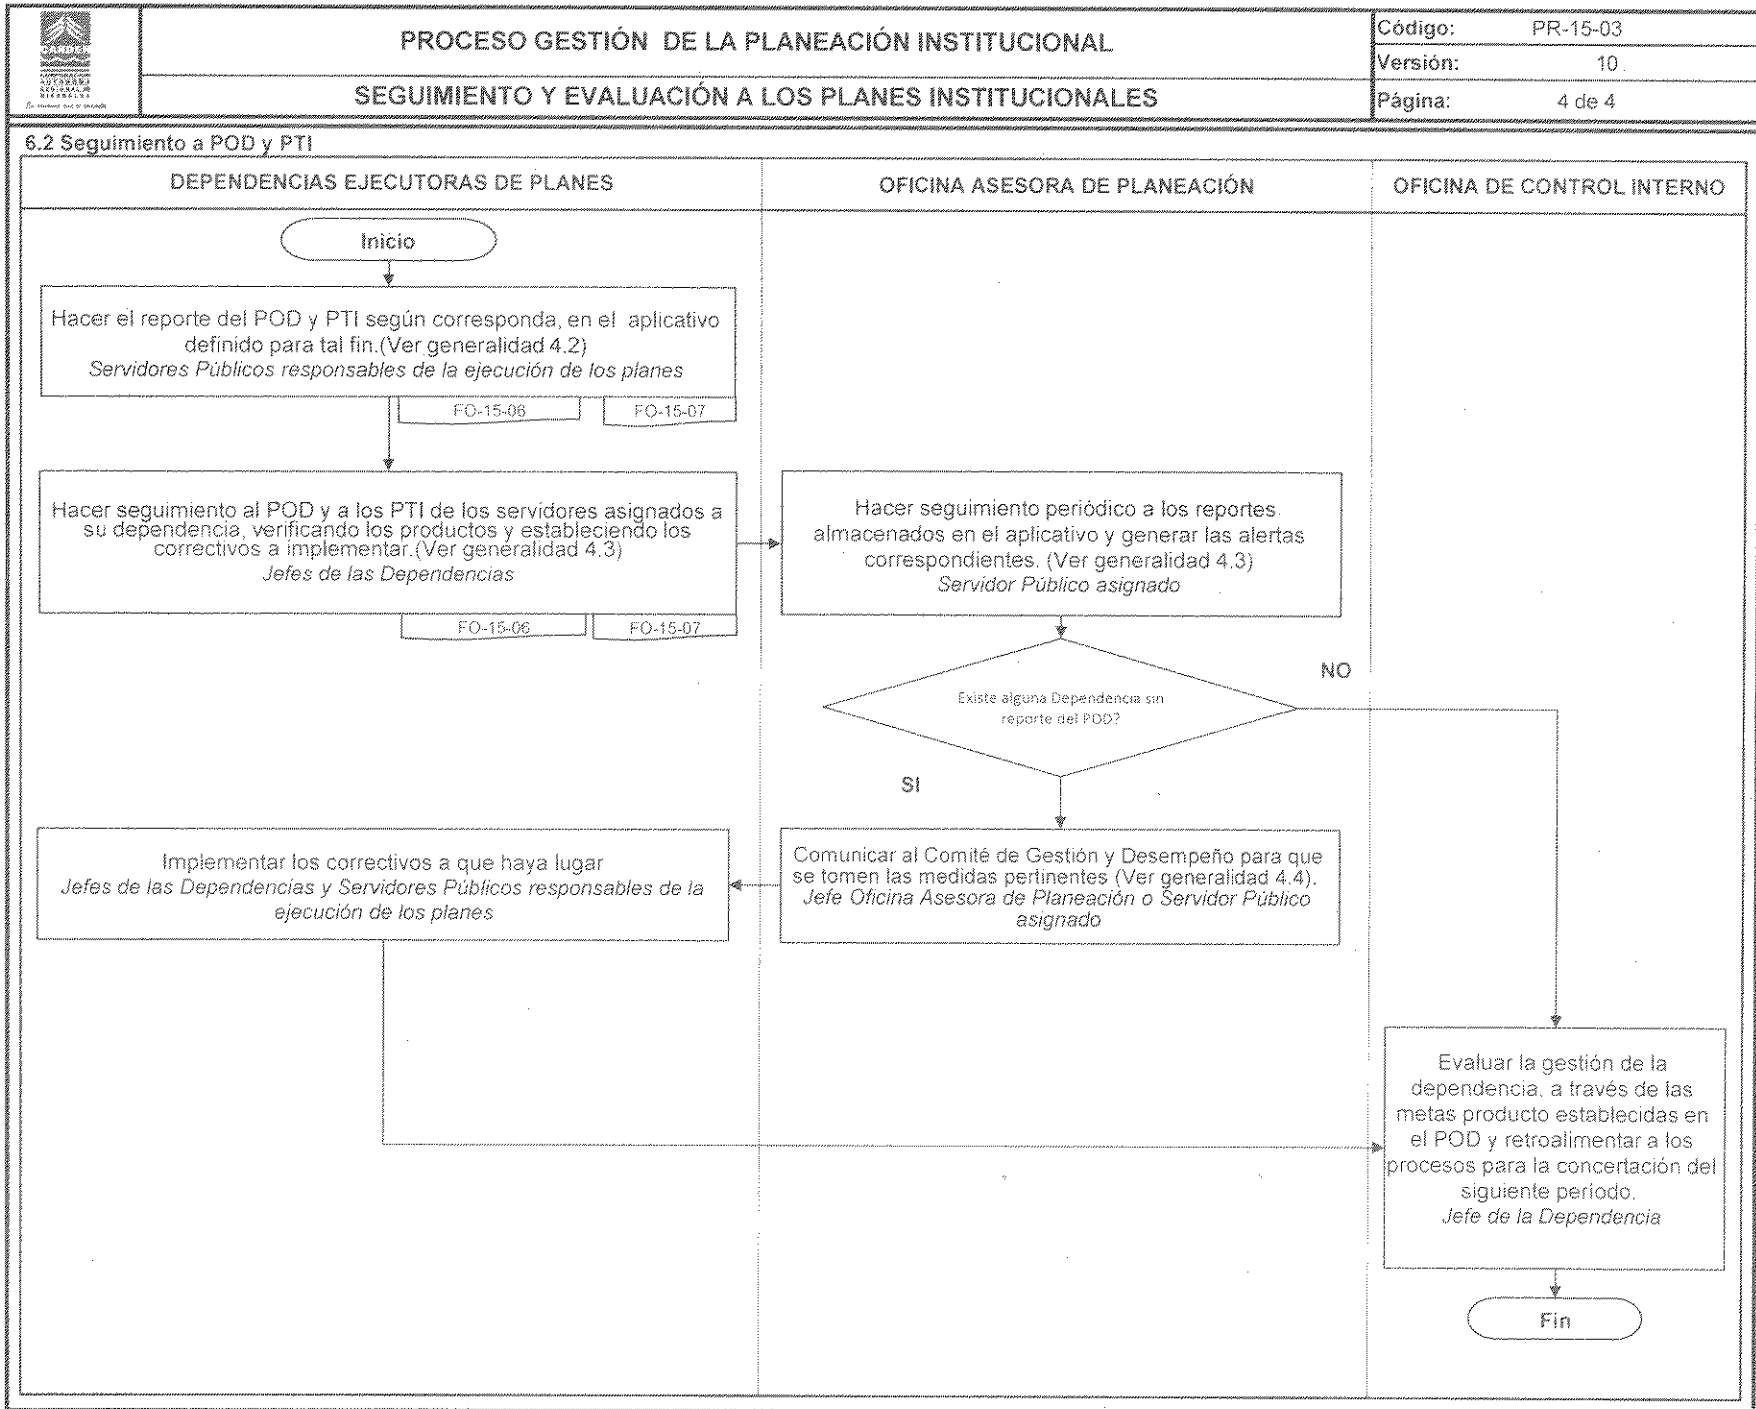 CARDER
CORPORACIÓN
AUTÓNOMA
REGIONAL DE
RISARALDA
PROCESO GESTIÓN DE LA PLANEACIÓN INSTITUCIONAL
SEGUIMIENTO Y EVALUACIÓN A LOS PLANES INSTITUCIONALES
Código: PR-15-03
Versión: 10
Página: 4 de 4
6.2 Seguimiento a POD y PTI
DEPENDENCIAS EJECUTORAS DE PLANES
OFICINA ASESORA DE PLANEACIÓN
OFICINA DE CONTROL INTERNO
Inicio
Hacer el reporte del POD y PTI según corresponda, en el aplicativo
definido para tal fin.(Ver generalidad 4.2)
Servidores Públicos responsables de la ejecución de los planes
FO-15-06
FO-15-07
Hacer seguimiento al POD y a los PTI de los servidores asignados a
su dependencia, verificando los productos y estableciendo los
correctivos a implementar.(Ver generalidad 4.3)
Jefes de las Dependencias
FO-15-06
FO-15-07
Hacer seguimiento periódico a los reportes
almacenados en el aplicativo y generar las alertas
correspondientes. (Ver generalidad 4.3)
Servidor Público asignado
Existe alguna Dependencia sin
reporte del POD?
NO
SI
Comunicar al Comité de Gestión y Desempeño para que
se tomen las medidas pertinentes (Ver generalidad 4.4).
Jefe Oficina Asesora de Planeación o Servidor Público
asignado
Implementar los correctivos a que haya lugar
Jefes de las Dependencias y Servidores Públicos responsables de la
ejecución de los planes
Evaluar la gestión de la
dependencia, a través de las
metas producto establecidas en
el POD y retroalimentar a los
procesos para la concertación del
siguiente período.
Jefe de la Dependencia
Fin